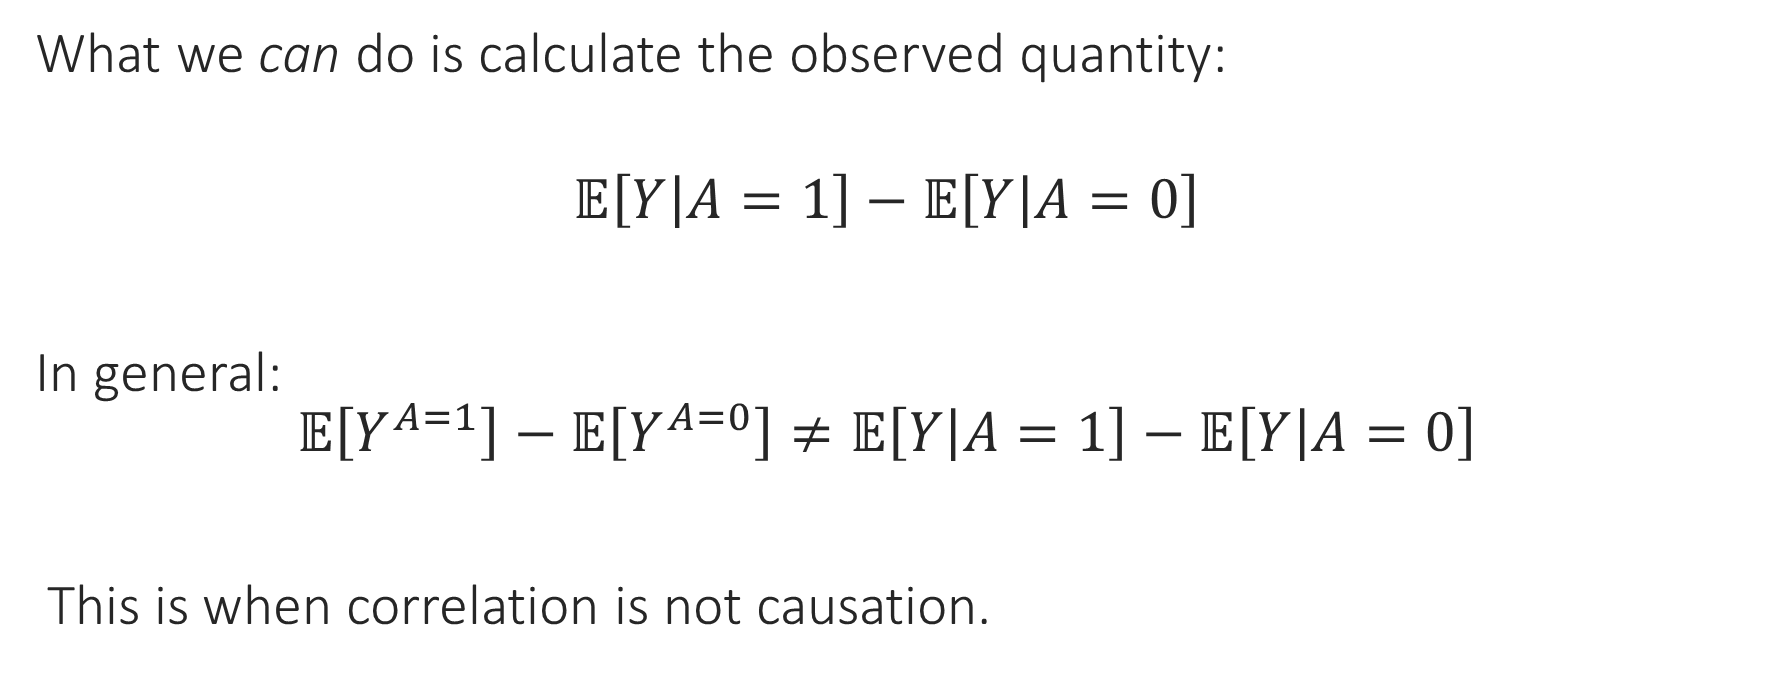 What we can do is calculate the observed quantity:
𝔼[Y|A = 1] − 𝔼[Y|A = 0]
In general:
𝔼[Y^{A=1}] − 𝔼[Y^{A=0}] ≠ 𝔼[Y|A = 1] − 𝔼[Y|A = 0]
This is when correlation is not causation.